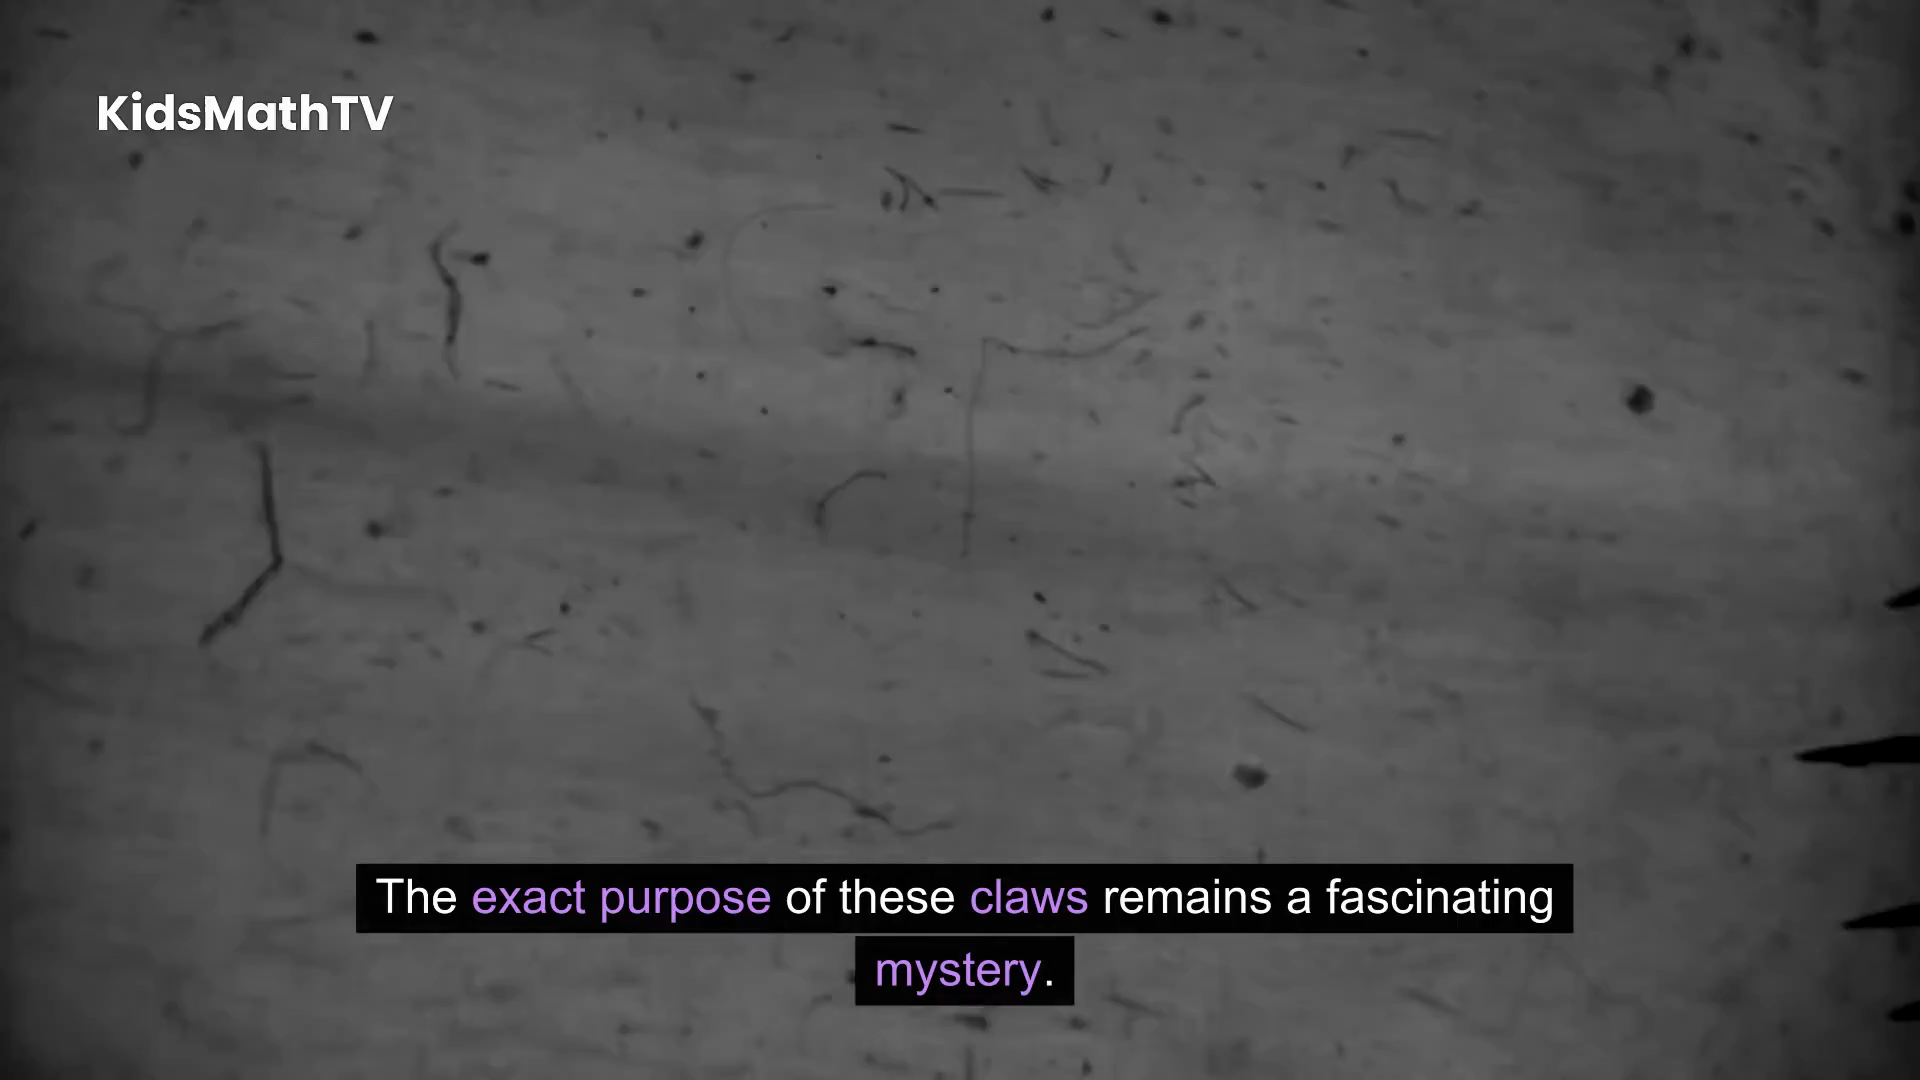 KidsMathTV
The exact purpose of these claws remains a fascinating
mystery.